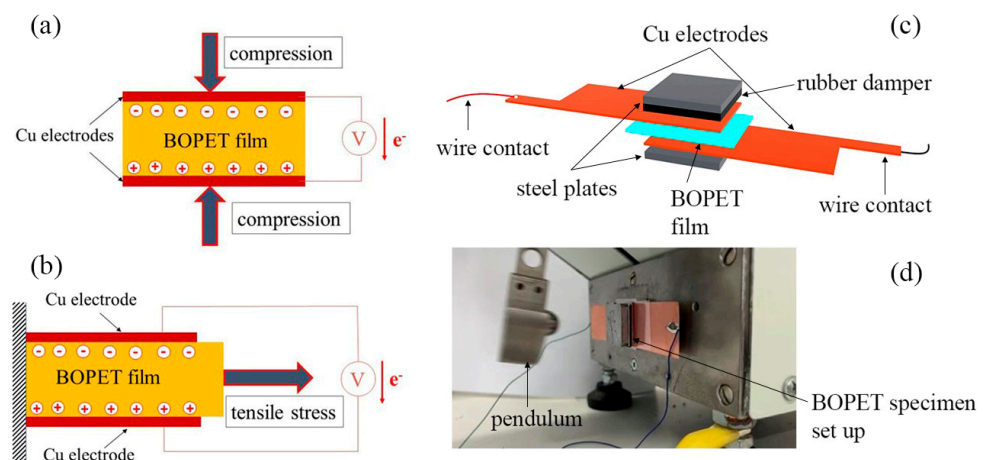 (a)
compression
Cu electrodes
BOPET film
V
e-
compression
(b)
Cu electrode
BOPET film
V
e-
tensile stress
Cu electrode
(c)
Cu electrodes
rubber damper
wire contact
steel plates
BOPET
film
wire contact
(d)
pendulum
BOPET specimen
set up